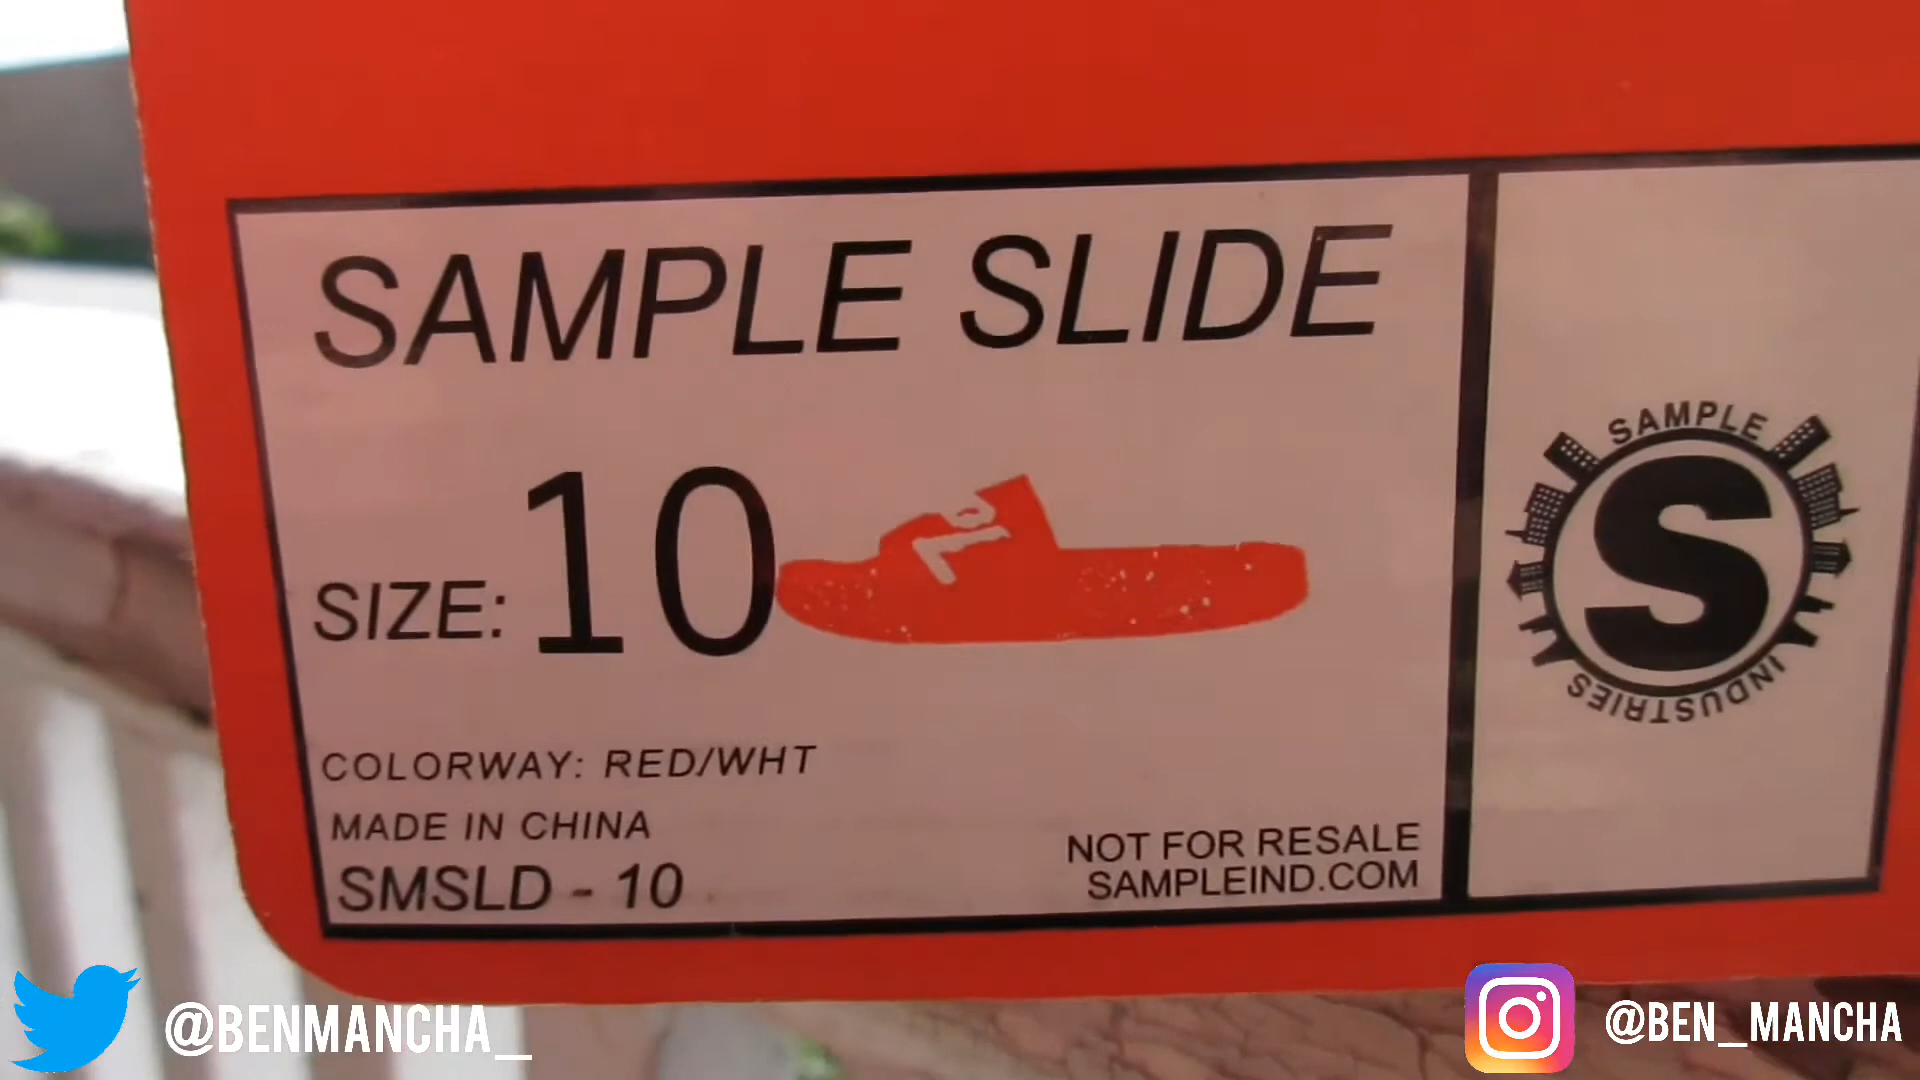 SAMPLE SLIDE
SIZE: 10
COLORWAY: RED/WHT
MADE IN CHINA
SMSLD - 10
NOT FOR RESALE
SAMPLEIND.COM
SAMPLE
S
INDUSTRIES
@BENMANCHA_
@BEN_MANCHA